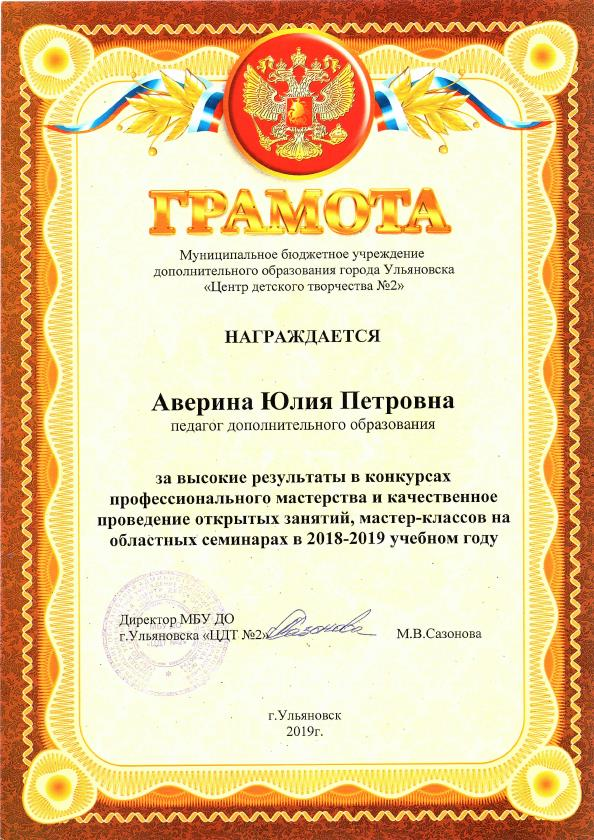 ГРАМОТА
Муниципальное бюджетное учреждение
дополнительного образования города Ульяновска
«Центр детского творчества №2»
НАГРАЖДАЕТСЯ
Аверина Юлия Петровна
педагог дополнительного образования
за высокие результаты в конкурсах
профессионального мастерства и качественное
проведение открытых занятий, мастер-классов на
областных семинарах в 2018-2019 учебном году
Директор МБУ ДО
г.Ульяновска «ЦДТ №2» Сазонова М.В.Сазонова
г.Ульяновск
2019г.